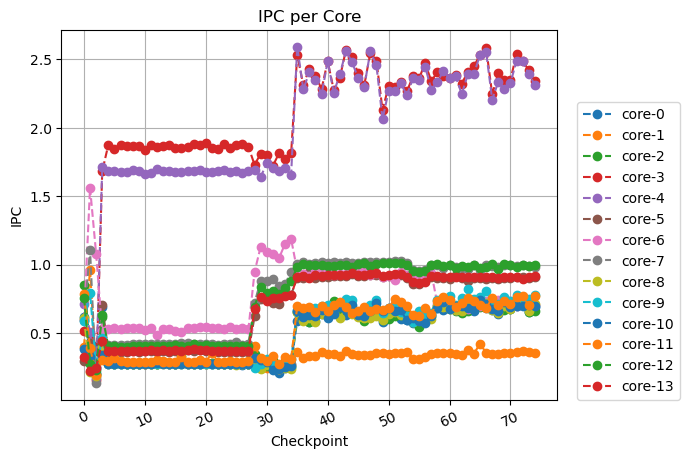 IPC per Core
IPC
2.5
2.0
1.5
1.0
0.5
0
10
20
30
40
50
60
70
Checkpoint
core-0
core-1
core-2
core-3
core-4
core-5
core-6
core-7
core-8
core-9
core-10
core-11
core-12
core-13